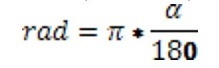 rad = π * α/180